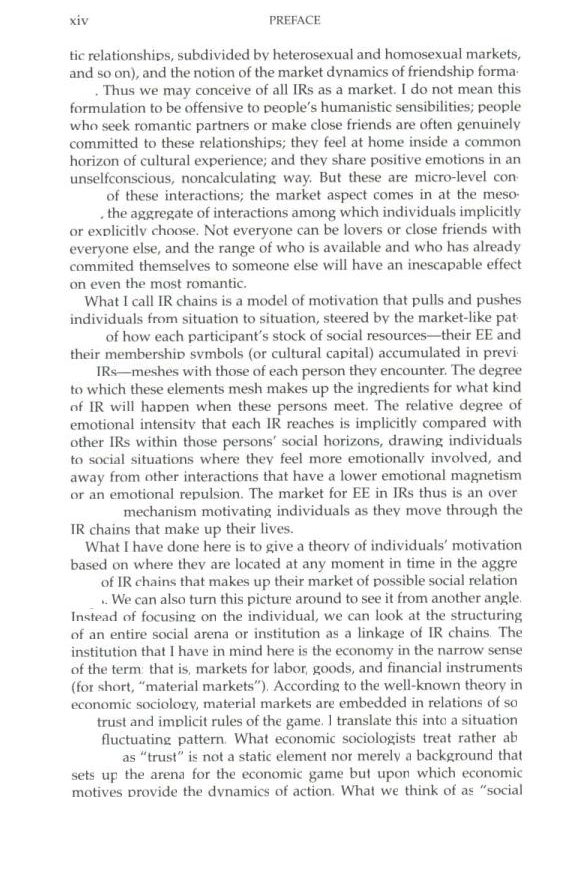 xiv PREFACE
tic relationships, subdivided by heterosexual and homosexual markets,
and so on), and the notion of the market dynamics of friendship forma-
. Thus we may conceive of all IRs as a market. I do not mean this
formulation to be offensive to people's humanistic sensibilities; people
who seek romantic partners or make close friends are often genuinely
committed to these relationships; they feel at home inside a common
horizon of cultural experience; and they share positive emotions in an
unselfconscious, noncalculating way. But these are micro-level con-
of these interactions; the market aspect comes in at the meso-
, the aggregate of interactions among which individuals implicitly
or explicitly choose. Not everyone can be lovers or close friends with
everyone else, and the range of who is available and who has already
commited themselves to someone else will have an inescapable effect
on even the most romantic.
What I call IR chains is a model of motivation that pulls and pushes
individuals from situation to situation, steered by the market-like pat-
of how each participant's stock of social resources—their EE and
their membership symbols (or cultural capital) accumulated in previ-
IRs—meshes with those of each person they encounter. The degree
to which these elements mesh makes up the ingredients for what kind
of IR will happen when these persons meet. The relative degree of
emotional intensity that each IR reaches is implicitly compared with
other IRs within those persons' social horizons, drawing individuals
to social situations where they feel more emotionally involved, and
away from other interactions that have a lower emotional magnetism
or an emotional repulsion. The market for EE in IRs thus is an over
mechanism motivating individuals as they move through the
IR chains that make up their lives.
What I have done here is to give a theory of individuals' motivation
based on where they are located at any moment in time in the aggre
of IR chains that makes up their market of possible social relation
. We can also turn this picture around to see it from another angle.
Instead of focusing on the individual, we can look at the structuring
of an entire social arena or institution as a linkage of IR chains. The
institution that I have in mind here is the economy in the narrow sense
of the term: that is, markets for labor, goods, and financial instruments
(for short, "material markets"). According to the well-known theory in
economic sociology, material markets are embedded in relations of so
trust and implicit rules of the game. I translate this into a situation
fluctuating pattern. What economic sociologists treat rather ab
as "trust" is not a static element nor merely a background that
sets up the arena for the economic game but upon which economic
motives provide the dynamics of action. What we think of as "social